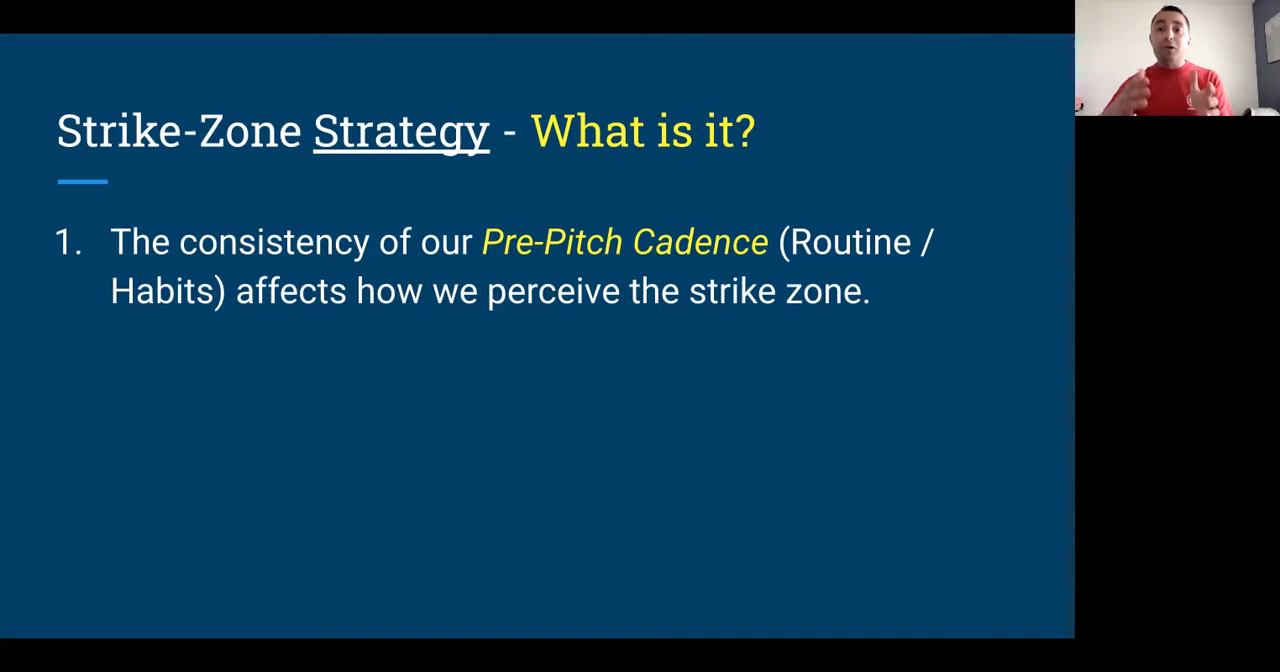 Strike-Zone Strategy - What is it?
1. The consistency of our Pre-Pitch Cadence (Routine /
Habits) affects how we perceive the strike zone.